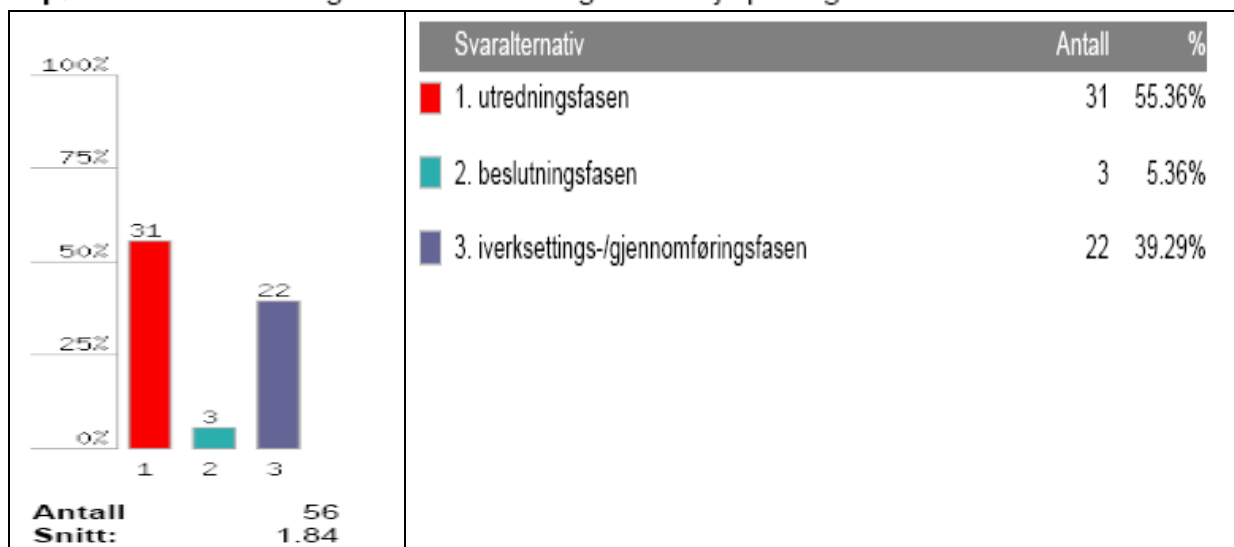 100%
75%
50%
25%
0%
31
3
22
1 2 3
Antall 56
Snitt: 1.84
Svaralternativ Antall %
1. utredningsfasen 31 55.36%
2. beslutningsfasen 3 5.36%
3. iverksettings-/gjennomføringsfasen 22 39.29%